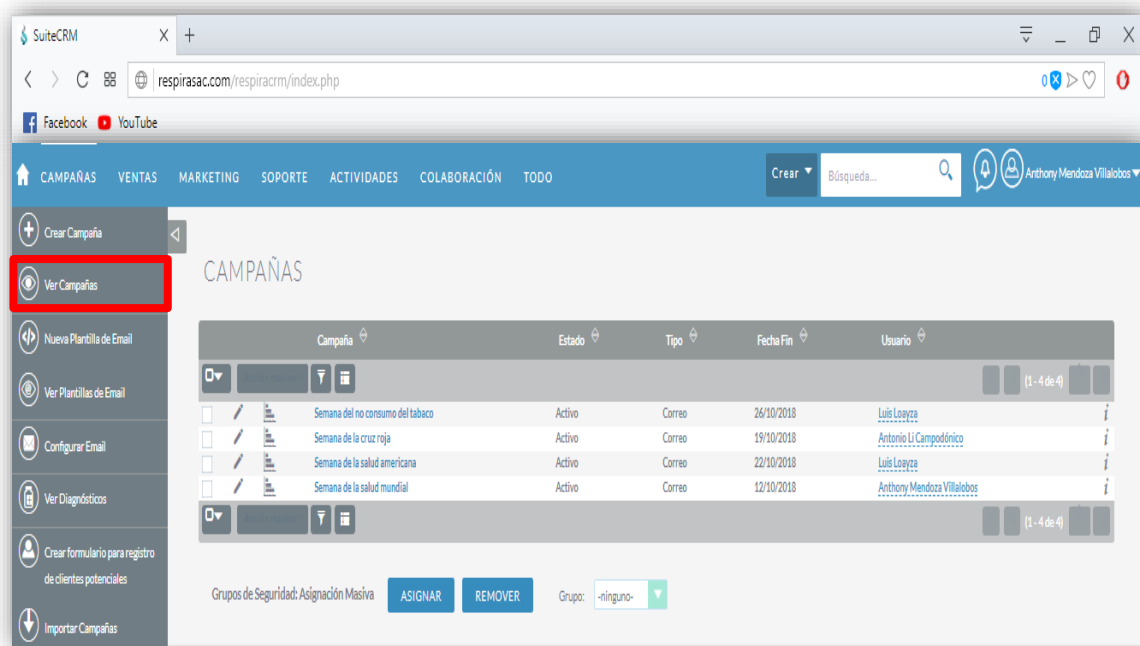 SuiteCRM
respirasac.com/respiracrm/index.php
0
Facebook YouTube
CAMPAÑAS VENTAS MARKETING SOPORTE ACTIVIDADES COLABORACIÓN TODO Crear Búsqueda... Anthony Mendoza Villalobos
Crear Campaña
Ver Campañas
Nueva Plantilla de Email
Ver Plantillas de Email
Configurar Email
Ver Diagnósticos
Crear formulario para registro
de clientes potenciales
Importar Campañas
CAMPAÑAS
Campaña Estado Tipo Fecha Fin Usuario
(1 - 4 de 4)
Semana del no consumo del tabaco Activo Correo 26/10/2018 Luis Loayza i
Semana de la cruz roja Activo Correo 19/10/2018 Antonio Li Campodónico i
Semana de la salud americana Activo Correo 22/10/2018 Luis Loayza i
Semana de la salud mundial Activo Correo 12/10/2018 Anthony Mendoza Villalobos i
(1 - 4 de 4)
Grupos de Seguridad: Asignación Masiva ASIGNAR REMOVER Grupo: -ninguno-